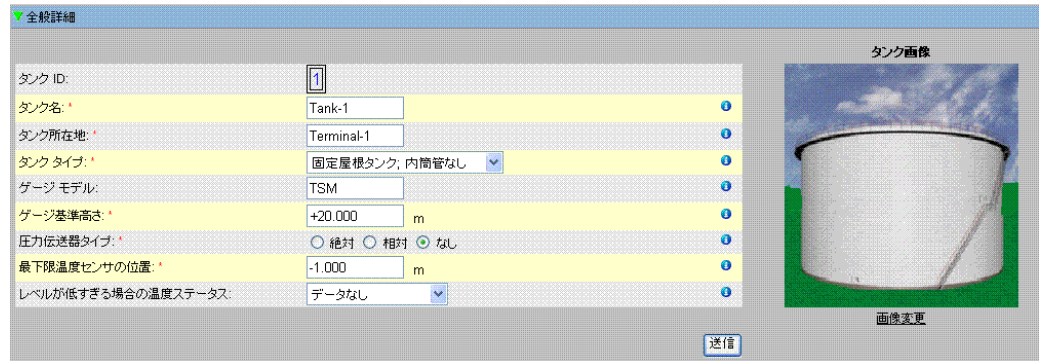 全般詳細
タンク画像
タンク ID: 1
タンク名: * Tank-1
タンク所在地: * Terminal-1
タンク タイプ: * 固定屋根タンク; 内筒管なし
ゲージ モデル: TSM
ゲージ基準高さ: * +20.000 m
圧力伝送器タイプ: * 絶対 相対 なし
最下限温度センサの位置: * -1.000 m
レベルが低すぎる場合の温度ステータス: データなし
画像変更
送信